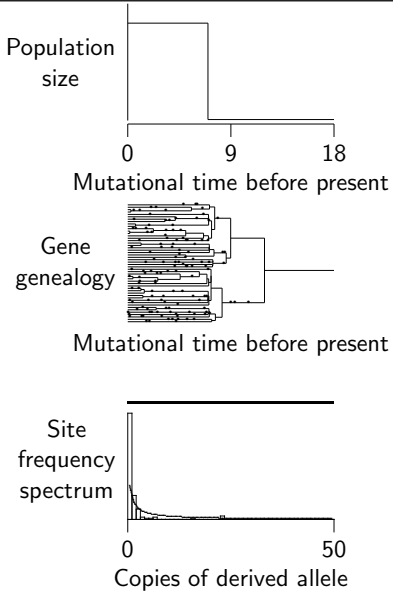 Population
size
0 9 18
Mutational time before present
Gene
genealogy
Mutational time before present
Site
frequency
spectrum
0 50
Copies of derived allele